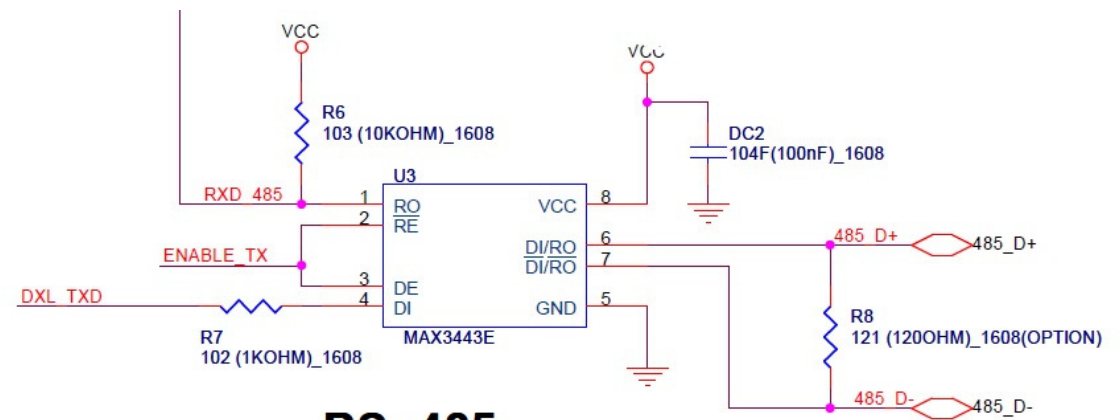 VCC
VCC
R6
103 (10KOHM)_1608
DC2
104F(100nF)_1608
U3
RXD_485
1
RO
VCC
8
2
RE
ENABLE_TX
DI/RO
6
485_D+
485_D+
DI/RO
7
3
DE
DXL_TXD
4
DI
GND
5
R7
102 (1KOHM)_1608
MAX3443E
R8
121 (120OHM)_1608(OPTION)
485_D-
485_D-